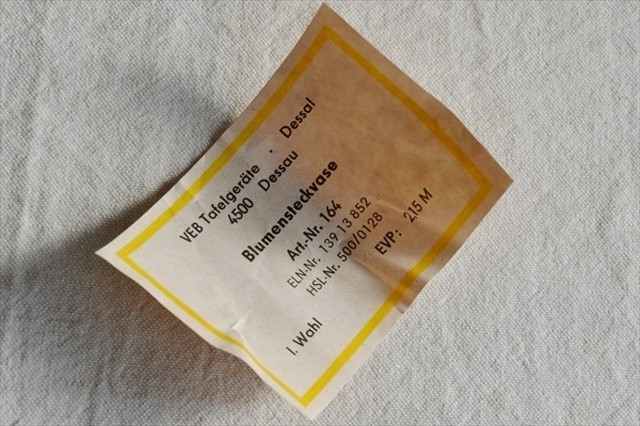 VEB Tafelgeräte · Dessal
4500 Dessau
Blumensteckvase
Art-Nr. 164
ELN-Nr. 139 13 852
HSL-Nr. 500/0128
EVP: 215 M
I. Wahl